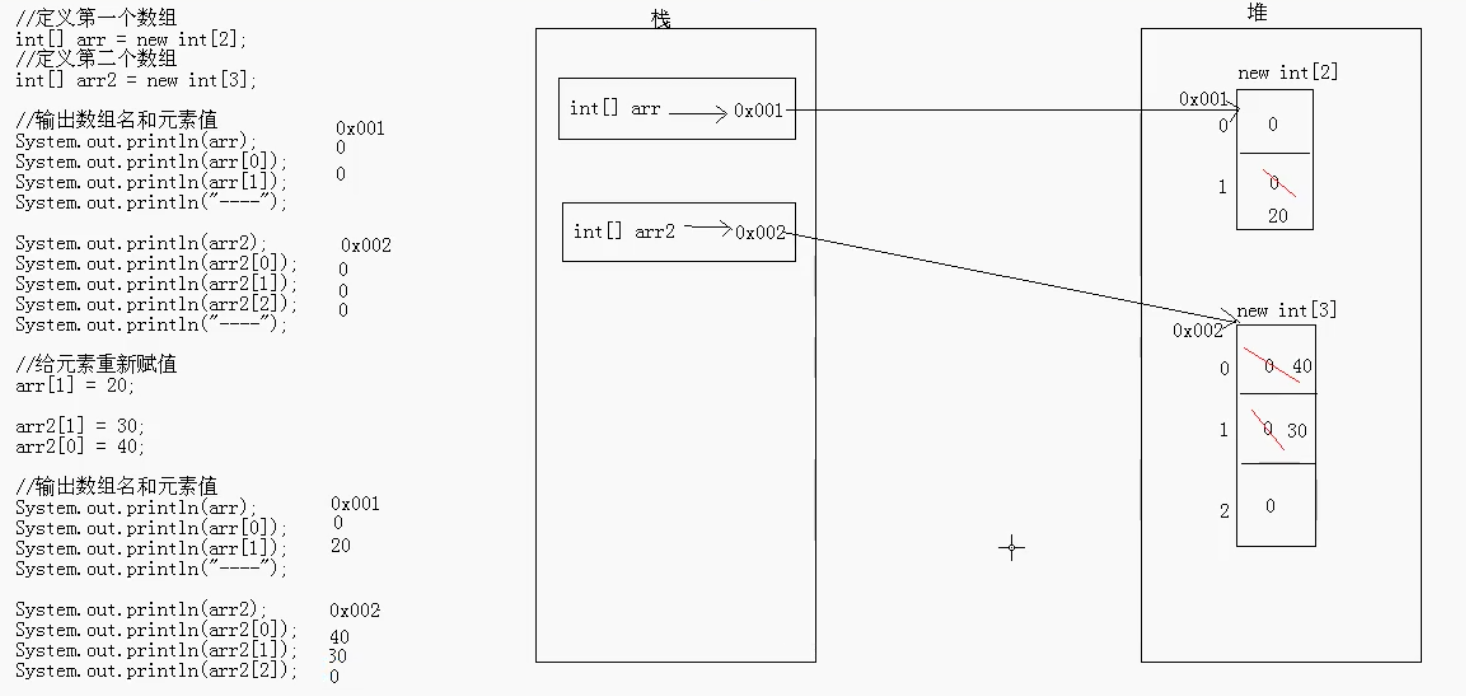 //定义第一个数组
int[] arr = new int[2];
//定义第二个数组
int[] arr2 = new int[3];
//输出数组名和元素值
System.out.println(arr); 0x001
System.out.println(arr[0]); 0
System.out.println(arr[1]); 0
System.out.println("----");
System.out.println(arr2); 0x002
System.out.println(arr2[0]); 0
System.out.println(arr2[1]); 0
System.out.println(arr2[2]); 0
System.out.println("----");
//给元素重新赋值
arr[1] = 20;
arr2[1] = 30;
arr2[0] = 40;
//输出数组名和元素值
System.out.println(arr); 0x001
System.out.println(arr[0]); 0
System.out.println(arr[1]); 20
System.out.println("----");
System.out.println(arr2); 0x002
System.out.println(arr2[0]); 40
System.out.println(arr2[1]); 30
System.out.println(arr2[2]); 0
栈
int[] arr 0x001
int[] arr2 0x002
堆
new int[2]
0x001
0 0
1 0
20
new int[3]
0x002
0 0 40
1 0 30
2 0